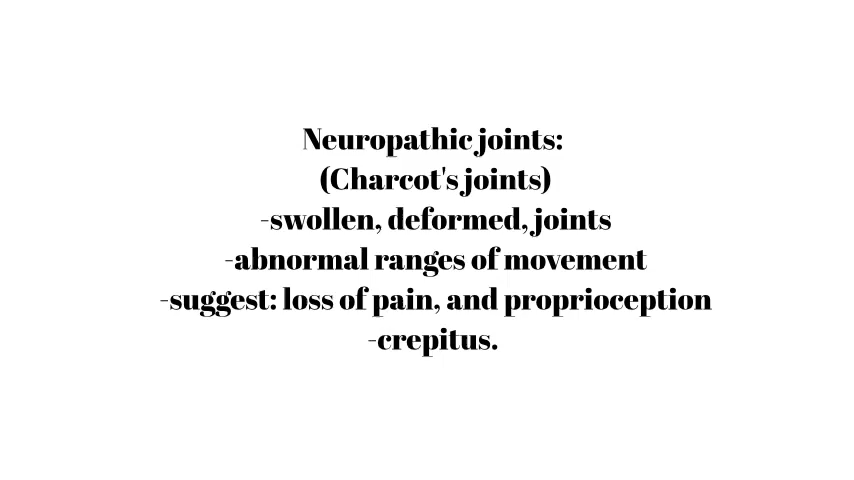 Neuropathic joints:
(Charcot's joints)
-swollen, deformed, joints
-abnormal ranges of movement
-suggest: loss of pain, and proprioception
-crepitus.